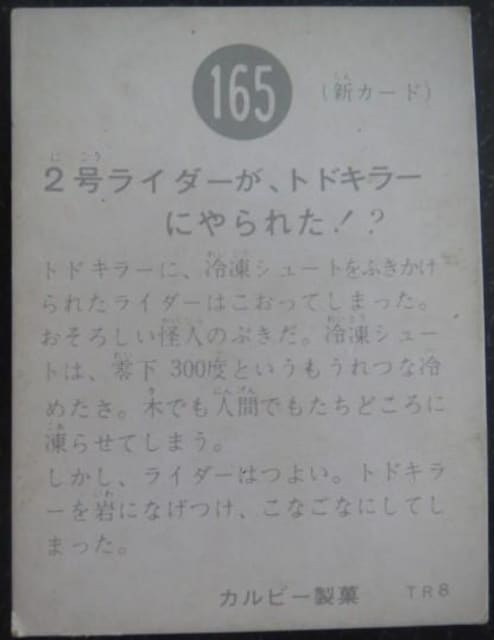 165
(新カード)
2号ライダーが、トドキラー
にやられた!?
トドキラーに、冷凍シュートをふきかけ
られたライダーはこおってしまった。
おそろしい怪人のぶきだ。冷凍シュー
トは、零下300度というもうれつな冷
めたさ。木でも人間でもたちどころに
凍らせてしまう。
しかし、ライダーはつよい。トドキラ
ーを岩になげつけ、こなごなにしてし
まった。
カルビー製菓 TR8